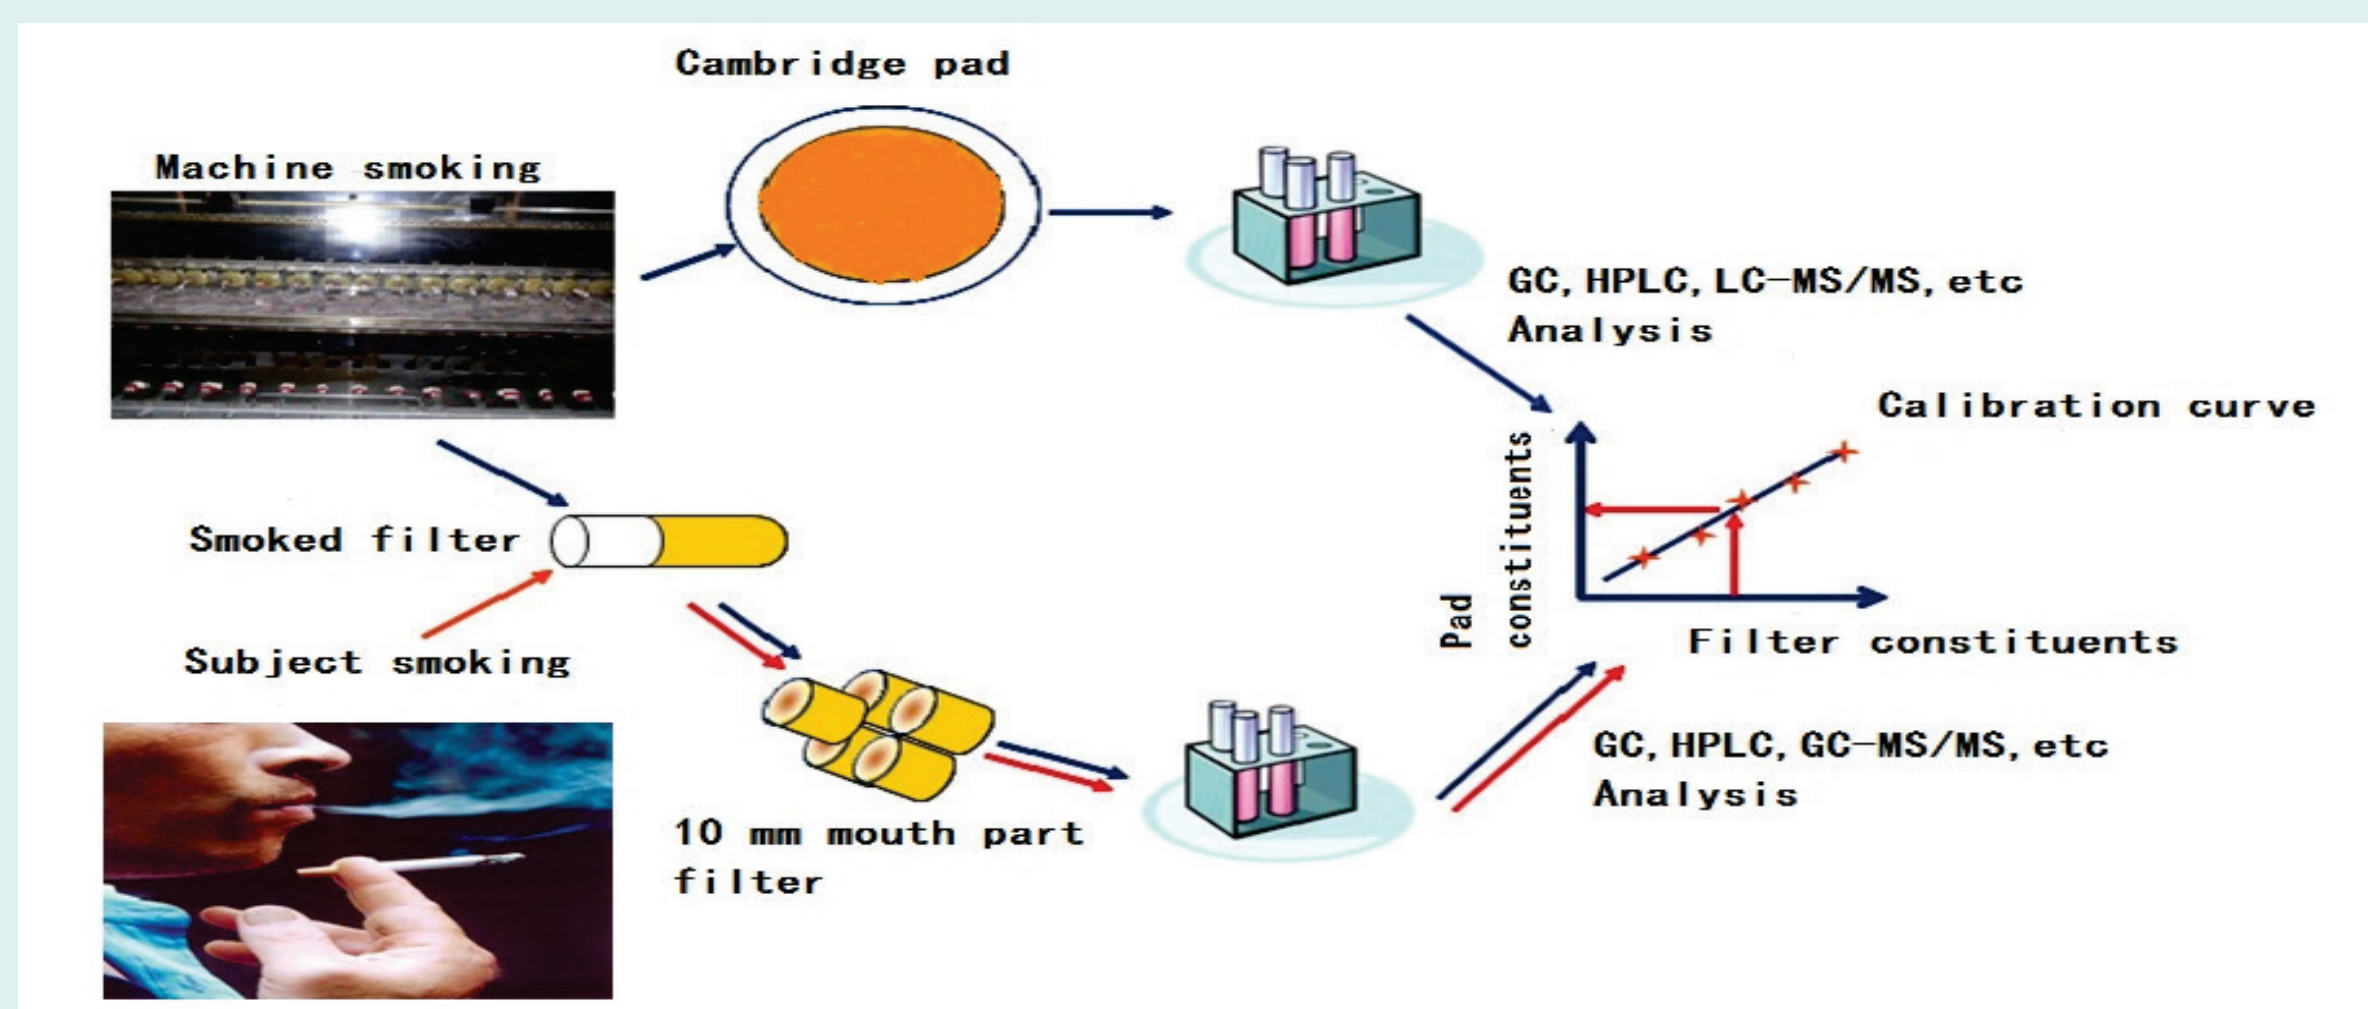 Cambridge pad
Machine smoking
GC, HPLC, LC-MS/MS, etc
Analysis
Calibration curve
Pad
constituents
Smoked filter
Filter constituents
Subject smoking
GC, HPLC, GC-MS/MS, etc
Analysis
10 mm mouth part
filter